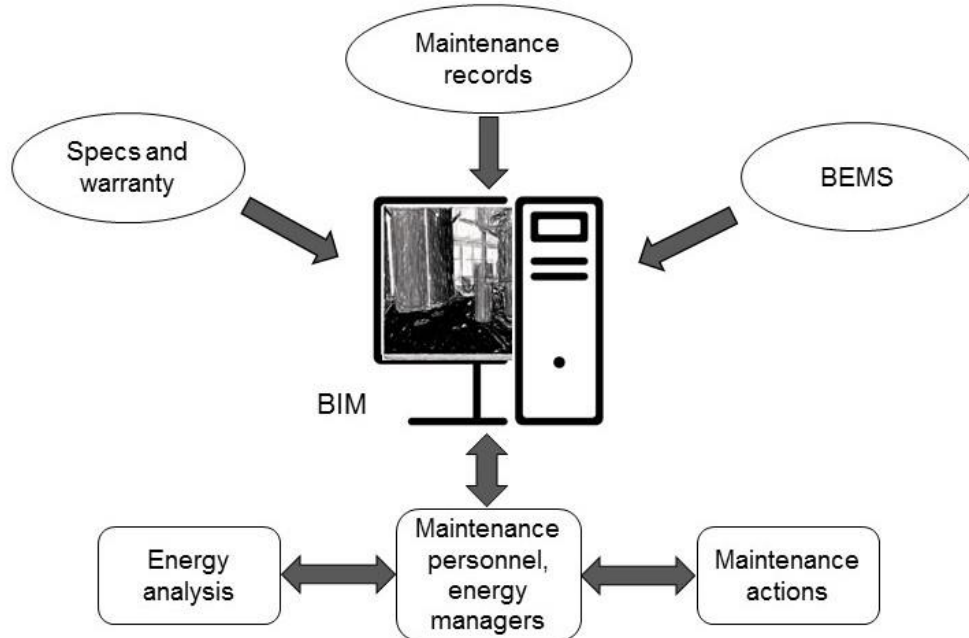 Maintenance
records
Specs and
warranty
BEMS
BIM
Energy
analysis
Maintenance
personnel,
energy
managers
Maintenance
actions